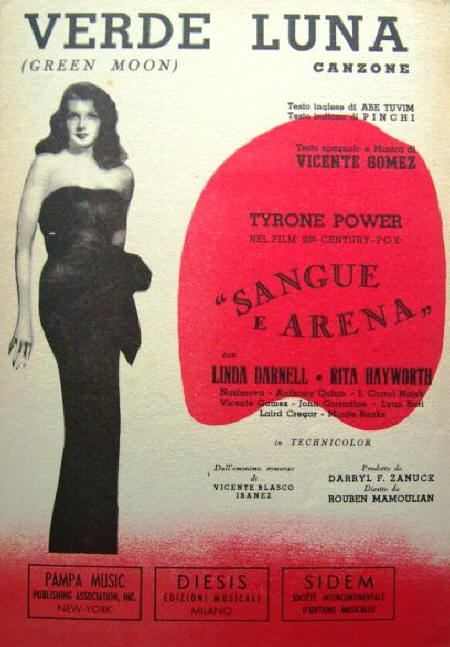 VERDE LUNA
(GREEN MOON)
CANZONE
Testo inglese di ABE TUVIM
Testo italiano di PINCHI
Testo spagnolo e Musica di
VICENTE GOMEZ
TYRONE POWER
NEL FILM 20th CENTURY-FOX:
"SANGUE
E ARENA„
con
LINDA DARNELL • RITA HAYWORTH
Nazimova - Anthony Quinn - J. Carrol Naish
Vicente Gomez - John Carradine - Lynn Bari
Laird Cregar - Monte Banks
in TECHNICOLOR
Dall'omonimo romanzo
di
VICENTE BLASCO
IBANEZ
Prodotto da
DARRYL F. ZANUCK
Diretto da
ROUBEN MAMOULIAN
PAMPA MUSIC
PUBLISHING ASSOCIATION, INC.
NEW-YORK
DIESIS
EDIZIONI MUSICALI
MILANO
SIDEM
SOCIÉTÉ INTERCONTINENTALE
D'EDITIONS MUSICALES